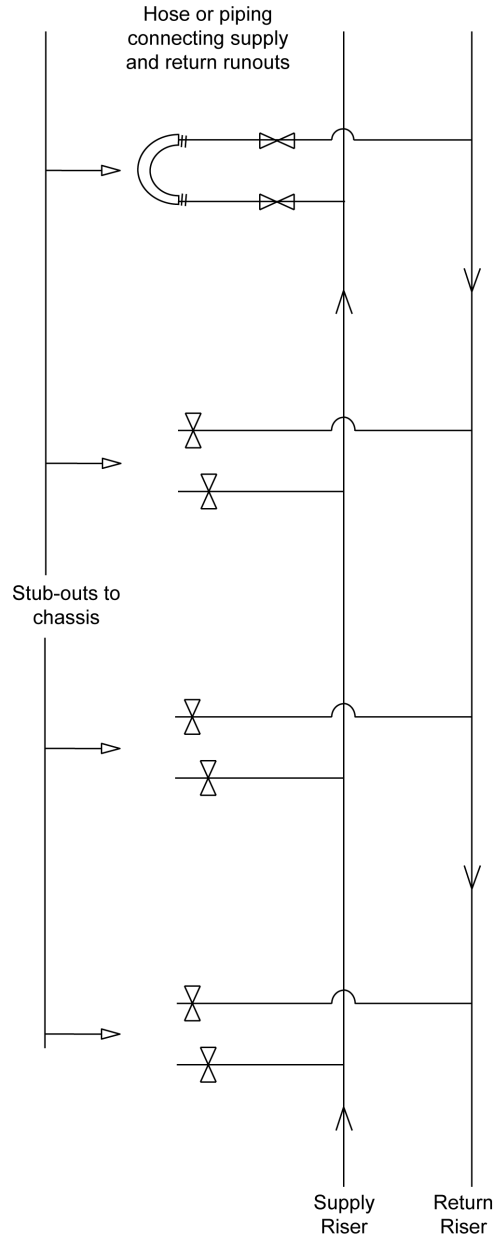 Hose or piping
connecting supply
and return runouts
Stub-outs to
chassis
Supply
Riser
Return
Riser